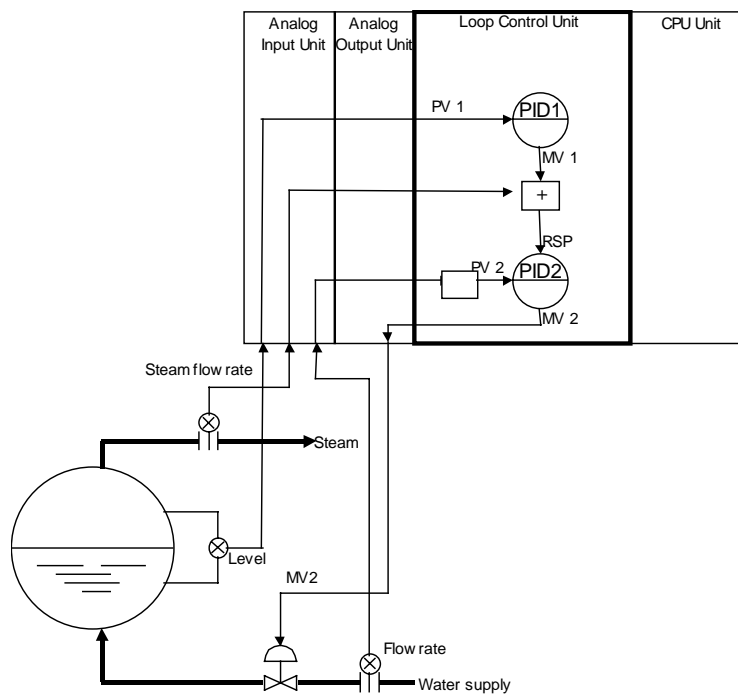 Analog
Input Unit
Analog
Output Unit
Loop Control Unit
CPU Unit
PV 1
PID1
MV 1
+
RSP
PV 2
PID2
MV 2
Steam flow rate
Steam
Level
MV2
Flow rate
Water supply